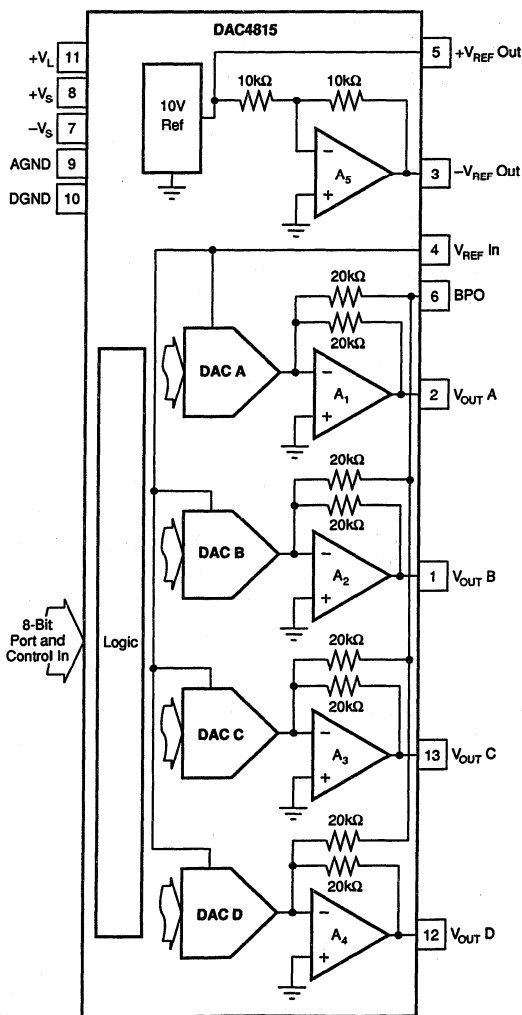 DAC4815
+VL 11
+VS 8
–VS 7
AGND 9
DGND 10
10V
Ref
10kΩ
10kΩ
–
A5
+
5 +VREF Out
3 –VREF Out
4 VREF In
6 BPO
20kΩ
20kΩ
DAC A
–
A1
+
2 VOUT A
20kΩ
20kΩ
DAC B
–
A2
+
1 VOUT B
8-Bit
Port and
Control In
Logic
20kΩ
20kΩ
DAC C
–
A3
+
13 VOUT C
20kΩ
20kΩ
DAC D
–
A4
+
12 VOUT D